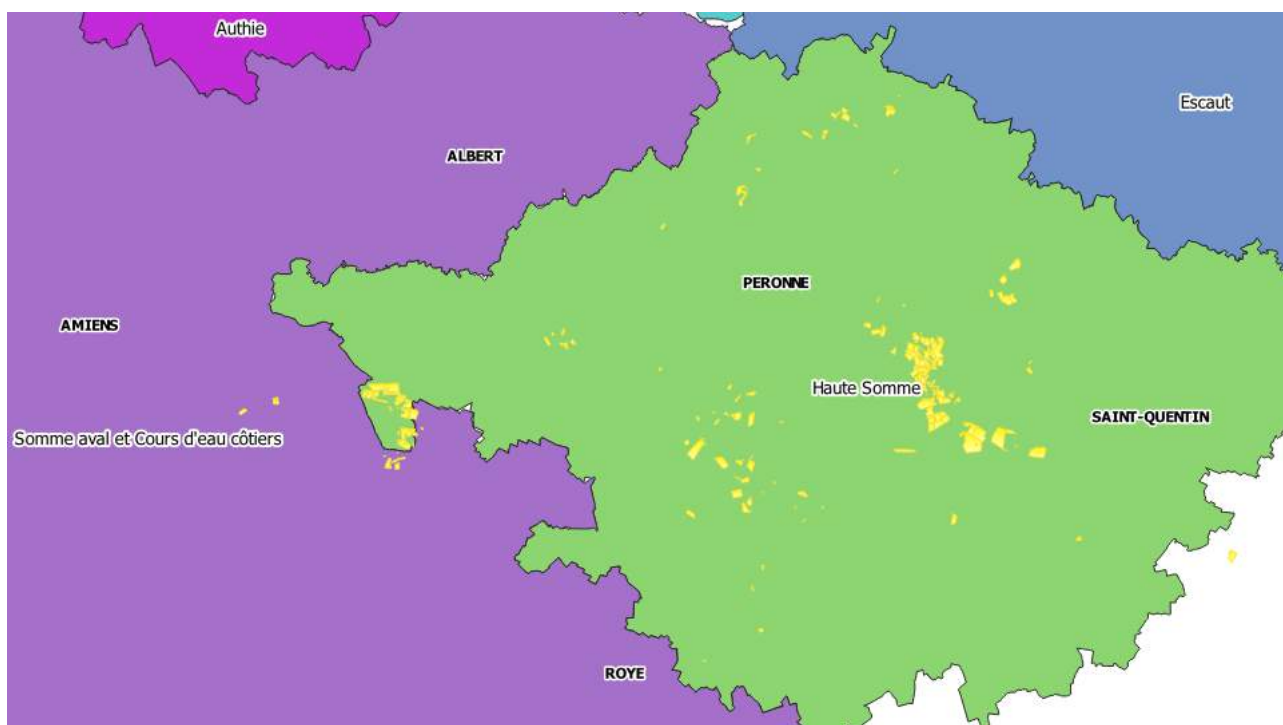 Authie
Escaut
ALBERT
PERONNE
AMIENS
Haute Somme
SAINT-QUENTIN
Somme aval et Cours d'eau côtiers
ROYE